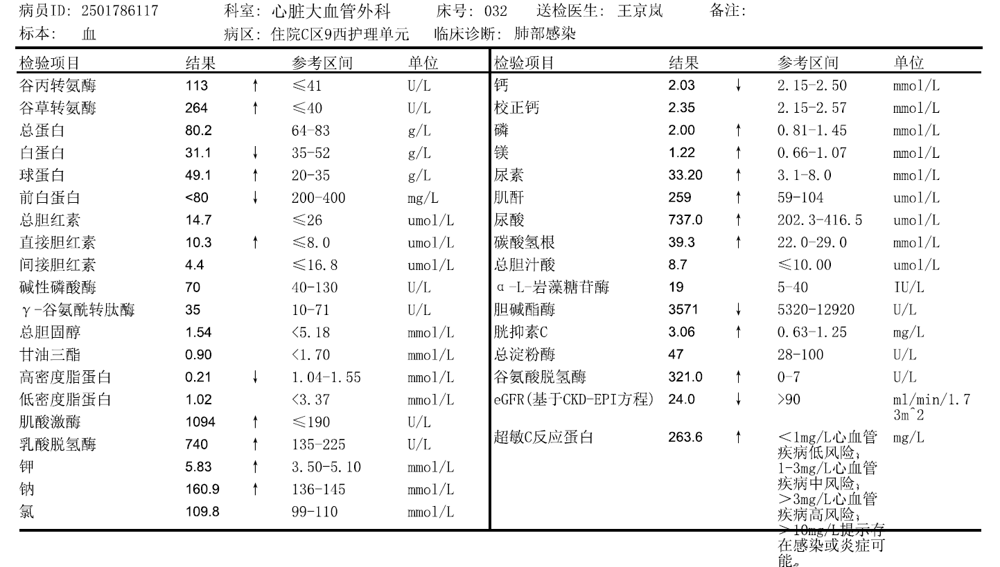 病员ID: 2501786117 科室: 心脏大血管外科 床号: 032 送检医生: 王京岚 备注:
标本: 血 病区: 住院C区9西护理单元 临床诊断: 肺部感染
检验项目 结果 参考区间 单位 检验项目 结果 参考区间 单位
谷丙转氨酶 113 ↑ ≤41 U/L 钙 2.03 ↓ 2.15-2.50 mmol/L
谷草转氨酶 264 ↑ ≤40 U/L 校正钙 2.35 2.15-2.57 mmol/L
总蛋白 80.2 64-83 g/L 磷 2.00 ↑ 0.81-1.45 mmol/L
白蛋白 31.1 ↓ 35-52 g/L 镁 1.22 ↑ 0.66-1.07 mmol/L
球蛋白 49.1 ↑ 20-35 g/L 尿素 33.20 ↑ 3.1-8.0 mmol/L
前白蛋白 <80 ↓ 200-400 mg/L 肌酐 259 ↑ 59-104 umol/L
总胆红素 14.7 ≤26 umol/L 尿酸 737.0 ↑ 202.3-416.5 umol/L
直接胆红素 10.3 ↑ ≤8.0 umol/L 碳酸氢根 39.3 ↑ 22.0-29.0 mmol/L
间接胆红素 4.4 ≤16.8 umol/L 总胆汁酸 8.7 ≤10.00 umol/L
碱性磷酸酶 70 40-130 U/L α-L-岩藻糖苷酶 19 5-40 IU/L
γ-谷氨酰转肽酶 35 10-71 U/L 胆碱酯酶 3571 ↓ 5320-12920 U/L
总胆固醇 1.54 <5.18 mmol/L 胱抑素C 3.06 ↑ 0.63-1.25 mg/L
甘油三酯 0.90 <1.70 mmol/L 总淀粉酶 47 28-100 U/L
高密度脂蛋白 0.21 ↓ 1.04-1.55 mmol/L 谷氨酸脱氢酶 321.0 ↑ 0-7 U/L
低密度脂蛋白 1.02 <3.37 mmol/L eGFR(基于CKD-EPI方程) 24.0 ↓ >90 ml/min/1.7
3m^2
肌酸激酶 1094 ↑ ≤190 U/L
乳酸脱氢酶 740 ↑ 135-225 U/L 超敏C反应蛋白 263.6 ↑ <1mg/L心血管 mg/L
疾病低风险;
钾 5.83 ↑ 3.50-5.10 mmol/L 1-3mg/L心血管
疾病中风险;
钠 160.9 ↑ 136-145 mmol/L >3mg/L心血管
氯 109.8 99-110 mmol/L 疾病高风险;
>10mg/L提示存
在感染或炎症可
能。